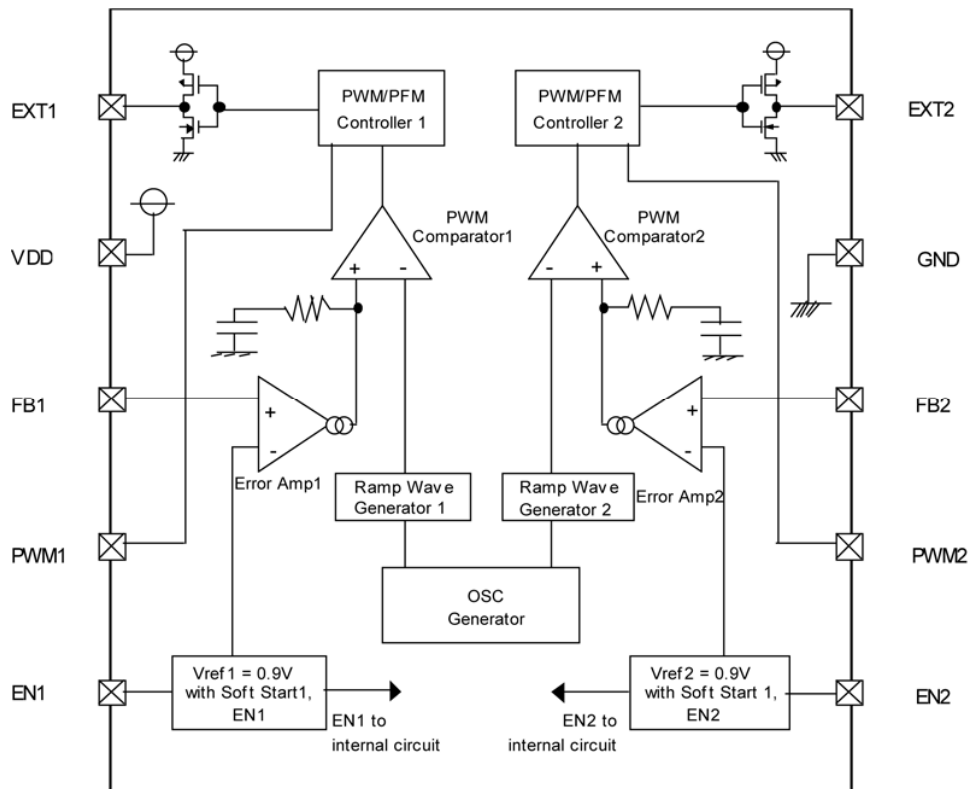 EXT1
PWM/PFM
Controller 1
PWM/PFM
Controller 2
EXT2
VDD
PWM
Comparator1
PWM
Comparator2
GND
+ -
- +
FB1
+
-
Error Amp1
FB2
+
-
Error Amp2
Ramp Wave
Generator 1
Ramp Wave
Generator 2
PWM1
PWM2
OSC
Generator
EN1
Vref1 = 0.9V
with Soft Start1,
EN1
EN1 to
internal circuit
EN2 to
internal circuit
Vref2 = 0.9V
with Soft Start 1,
EN2
EN2